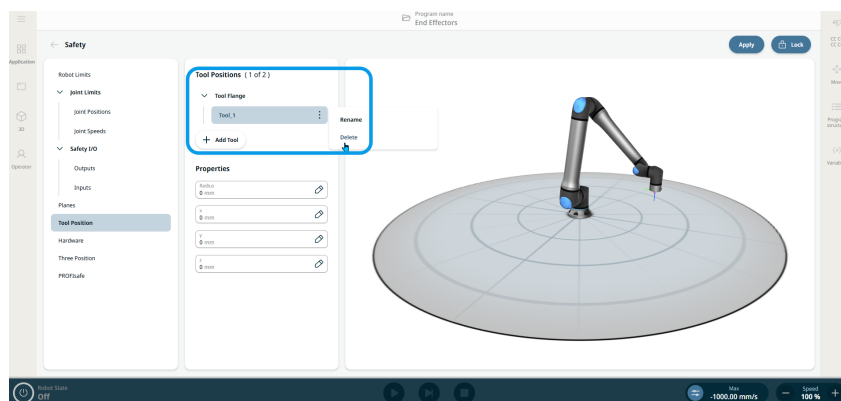 Program name
End Effectors
Safety
Apply
Lock
Application
3D
Operator
Robot Limits
Joint Limits
Joint Positions
Joint Speeds
Safety I/O
Outputs
Inputs
Planes
Tool Position
Hardware
Three Position
PROFIsafe
Tool Positions ( 1 of 2 )
Tool Flange
Tool_1
+ Add Tool
Rename
Delete
Properties
Radius
0 mm
X
0 mm
Y
0 mm
Z
0 mm
Robot State
Off
Max
-1000.00 mm/s
Speed
100 %